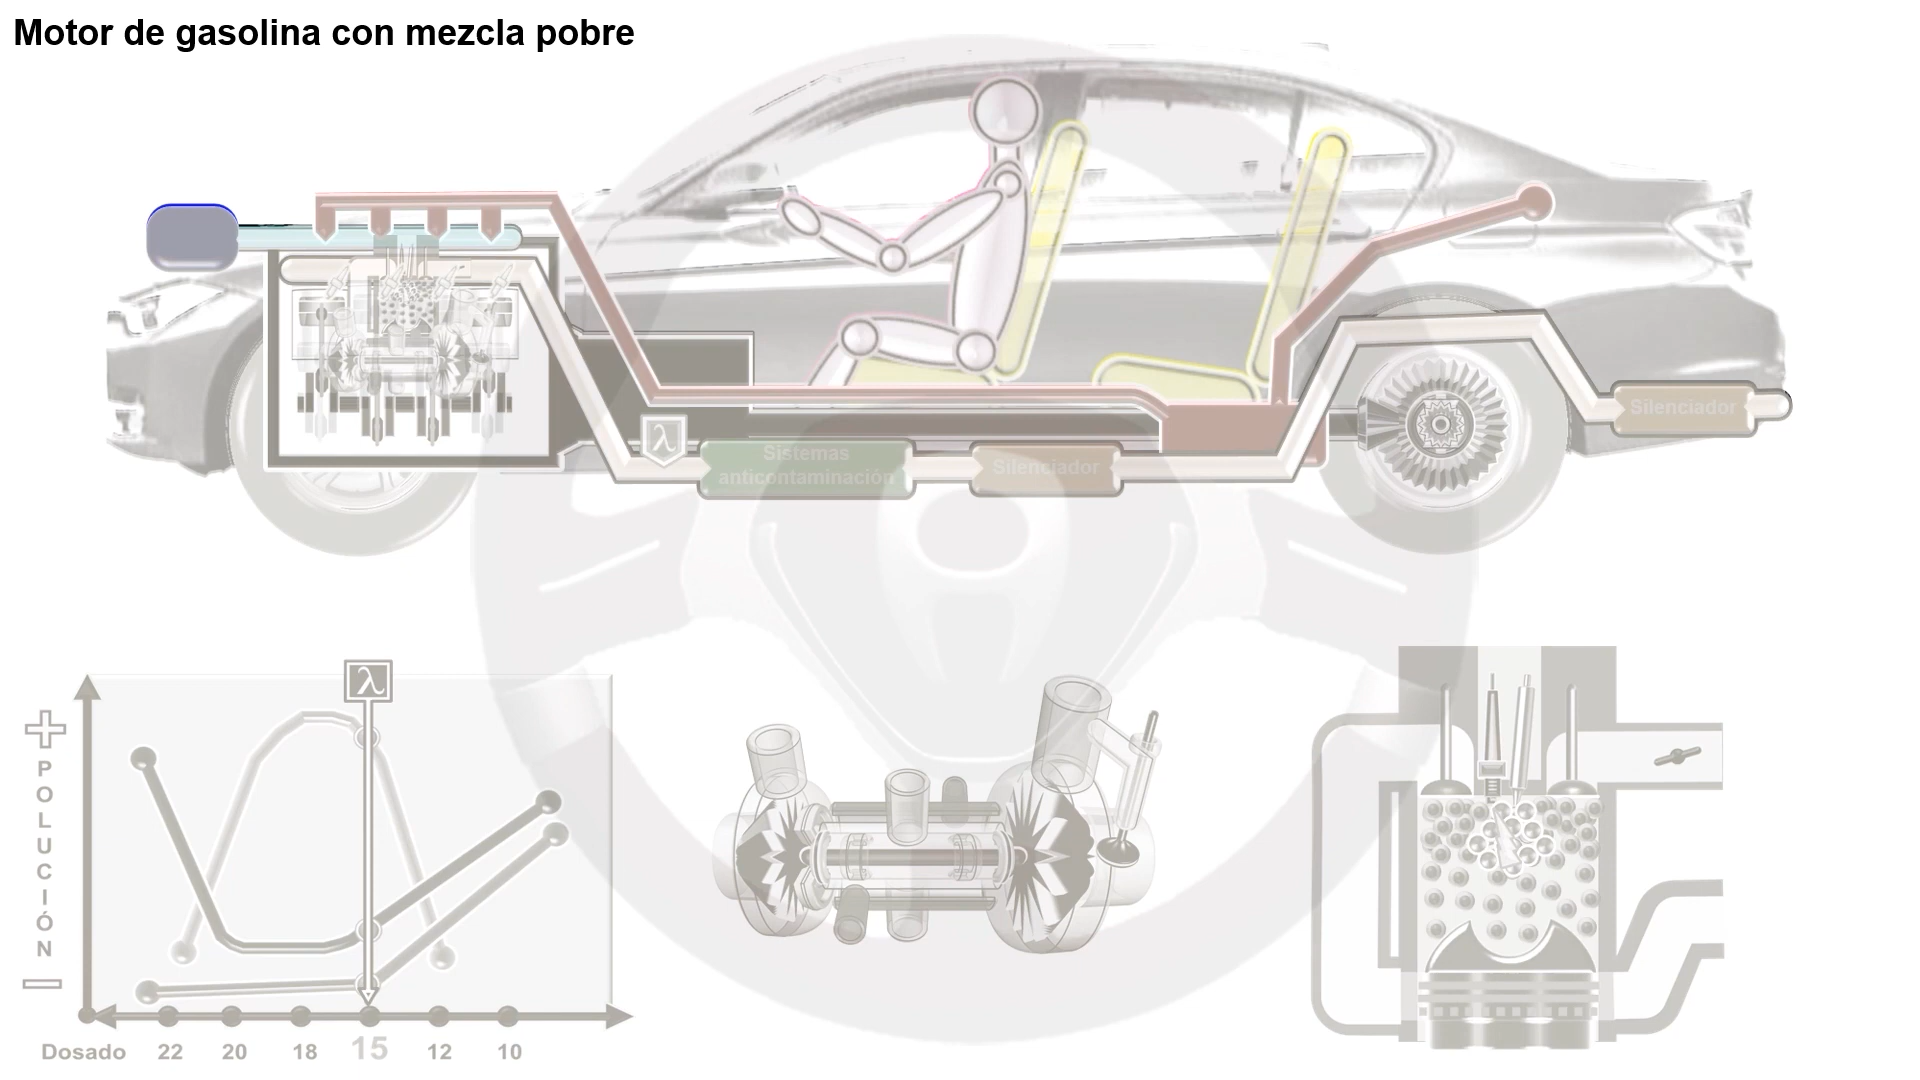 Motor de gasolina con mezcla pobre
λ
Sistemas
anticontaminación
Silenciador
Silenciador
λ
POLUCIÓN
Dosado 22 20 18 15 12 10